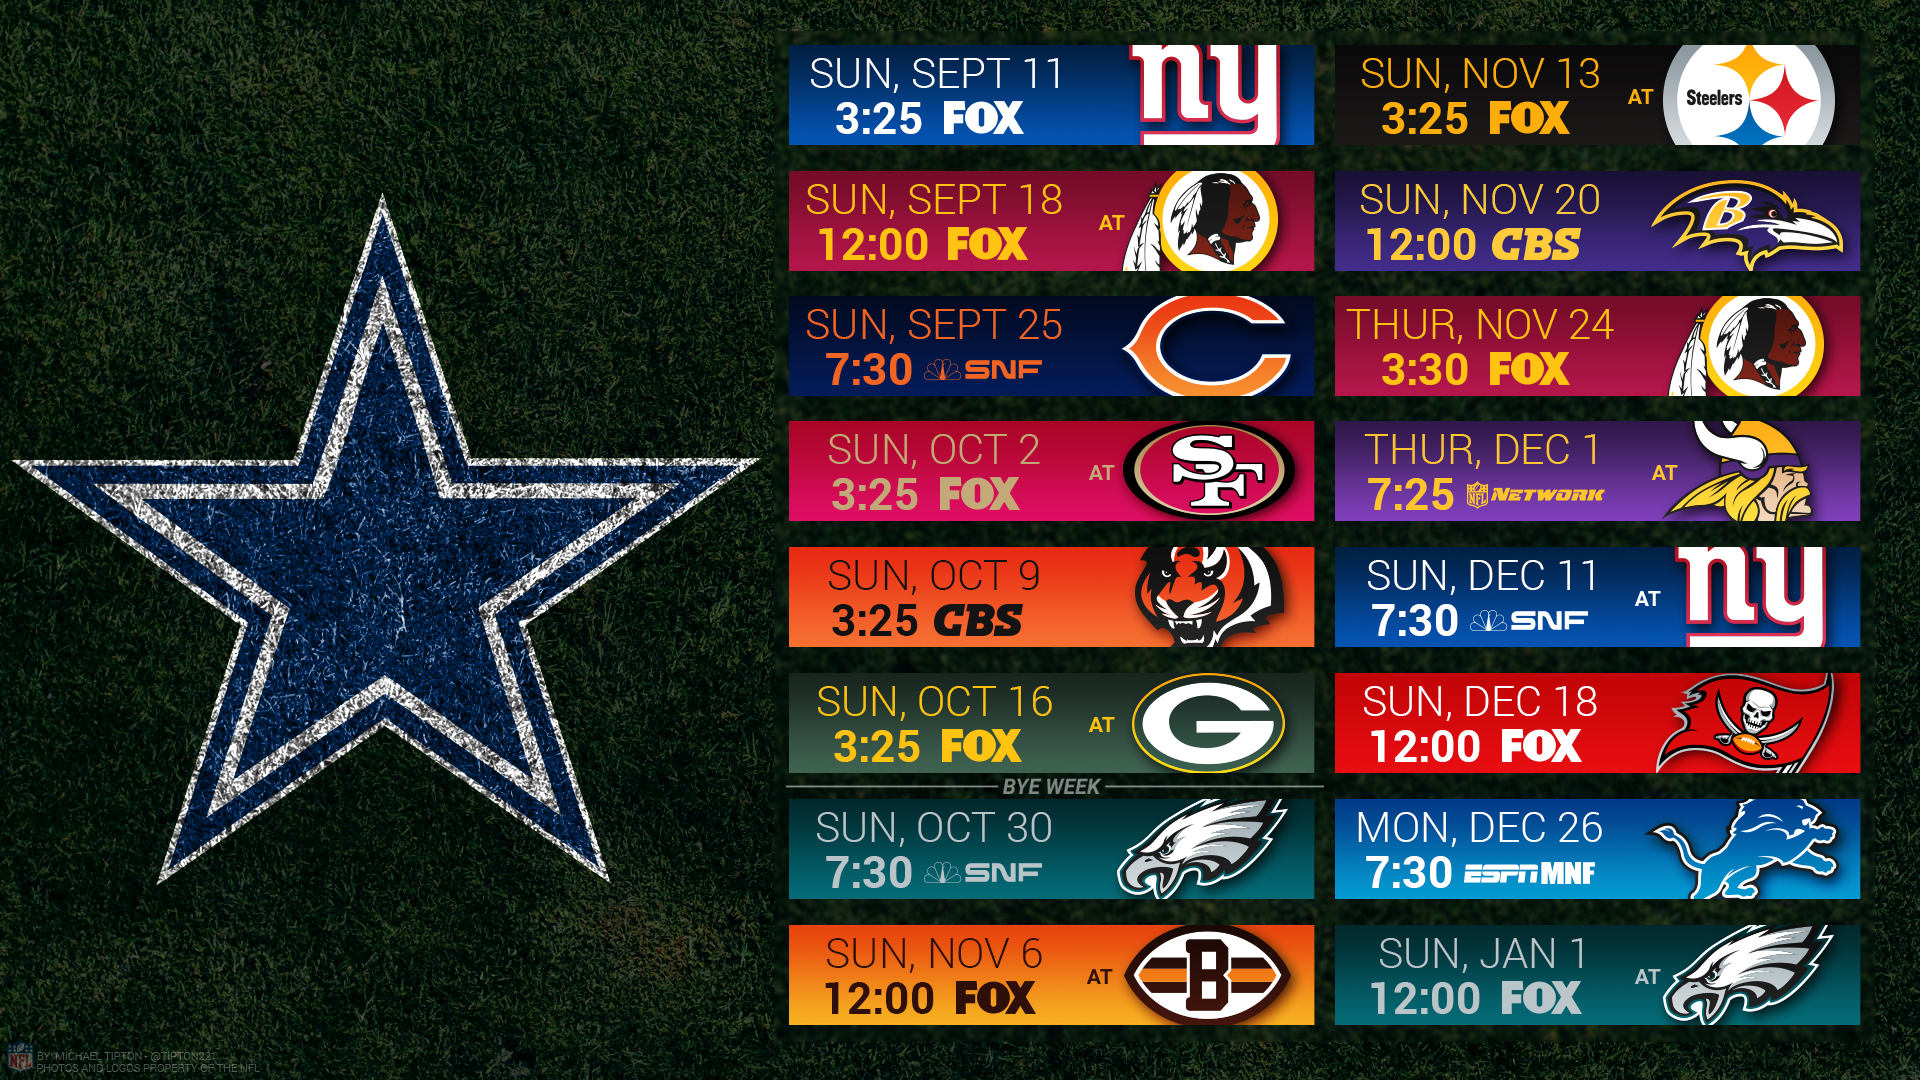 SUN, SEPT 11
3:25 FOX
ny
SUN, SEPT 18
12:00 FOX
AT
SUN, SEPT 25
7:30 SNF
C
SUN, OCT 2
3:25 FOX
AT
SF
SUN, OCT 9
3:25 CBS
SUN, OCT 16
3:25 FOX
AT
G
BYE WEEK
SUN, OCT 30
7:30 SNF
SUN, NOV 6
12:00 FOX
AT
B
SUN, NOV 13
3:25 FOX
AT
Steelers
SUN, NOV 20
12:00 CBS
B
THUR, NOV 24
3:30 FOX
THUR, DEC 1
7:25 NFL NETWORK
AT
SUN, DEC 11
7:30 SNF
AT
ny
SUN, DEC 18
12:00 FOX
MON, DEC 26
7:30 ESPN MNF
SUN, JAN 1
12:00 FOX
AT
NFL
BY: MICHAEL TIPTON - @TIPTON221
PHOTOS AND LOGOS PROPERTY OF THE NFL